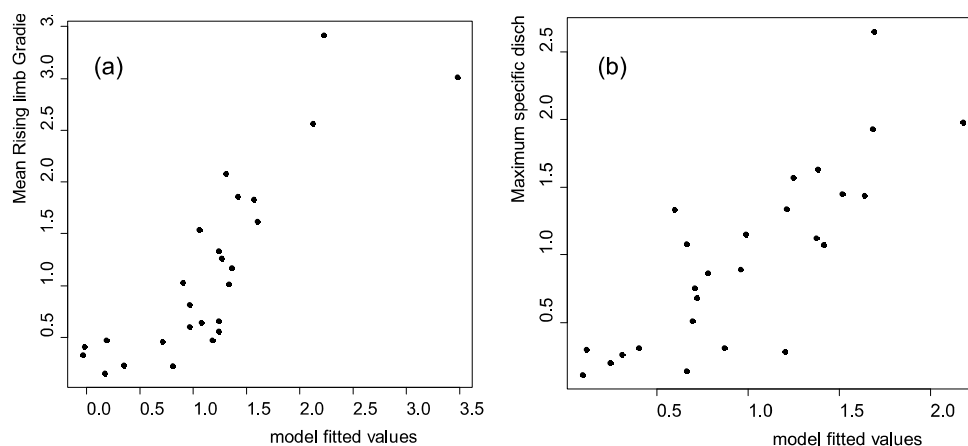 (a)
Mean Rising limb Gradie
0.5 1.0 1.5 2.0 2.5 3.0 3.
0.0 0.5 1.0 1.5 2.0 2.5 3.0 3.5
model fitted values
(b)
Maximum specific disch
0.5 1.0 1.5 2.0 2.5
0.5 1.0 1.5 2.0
model fitted values